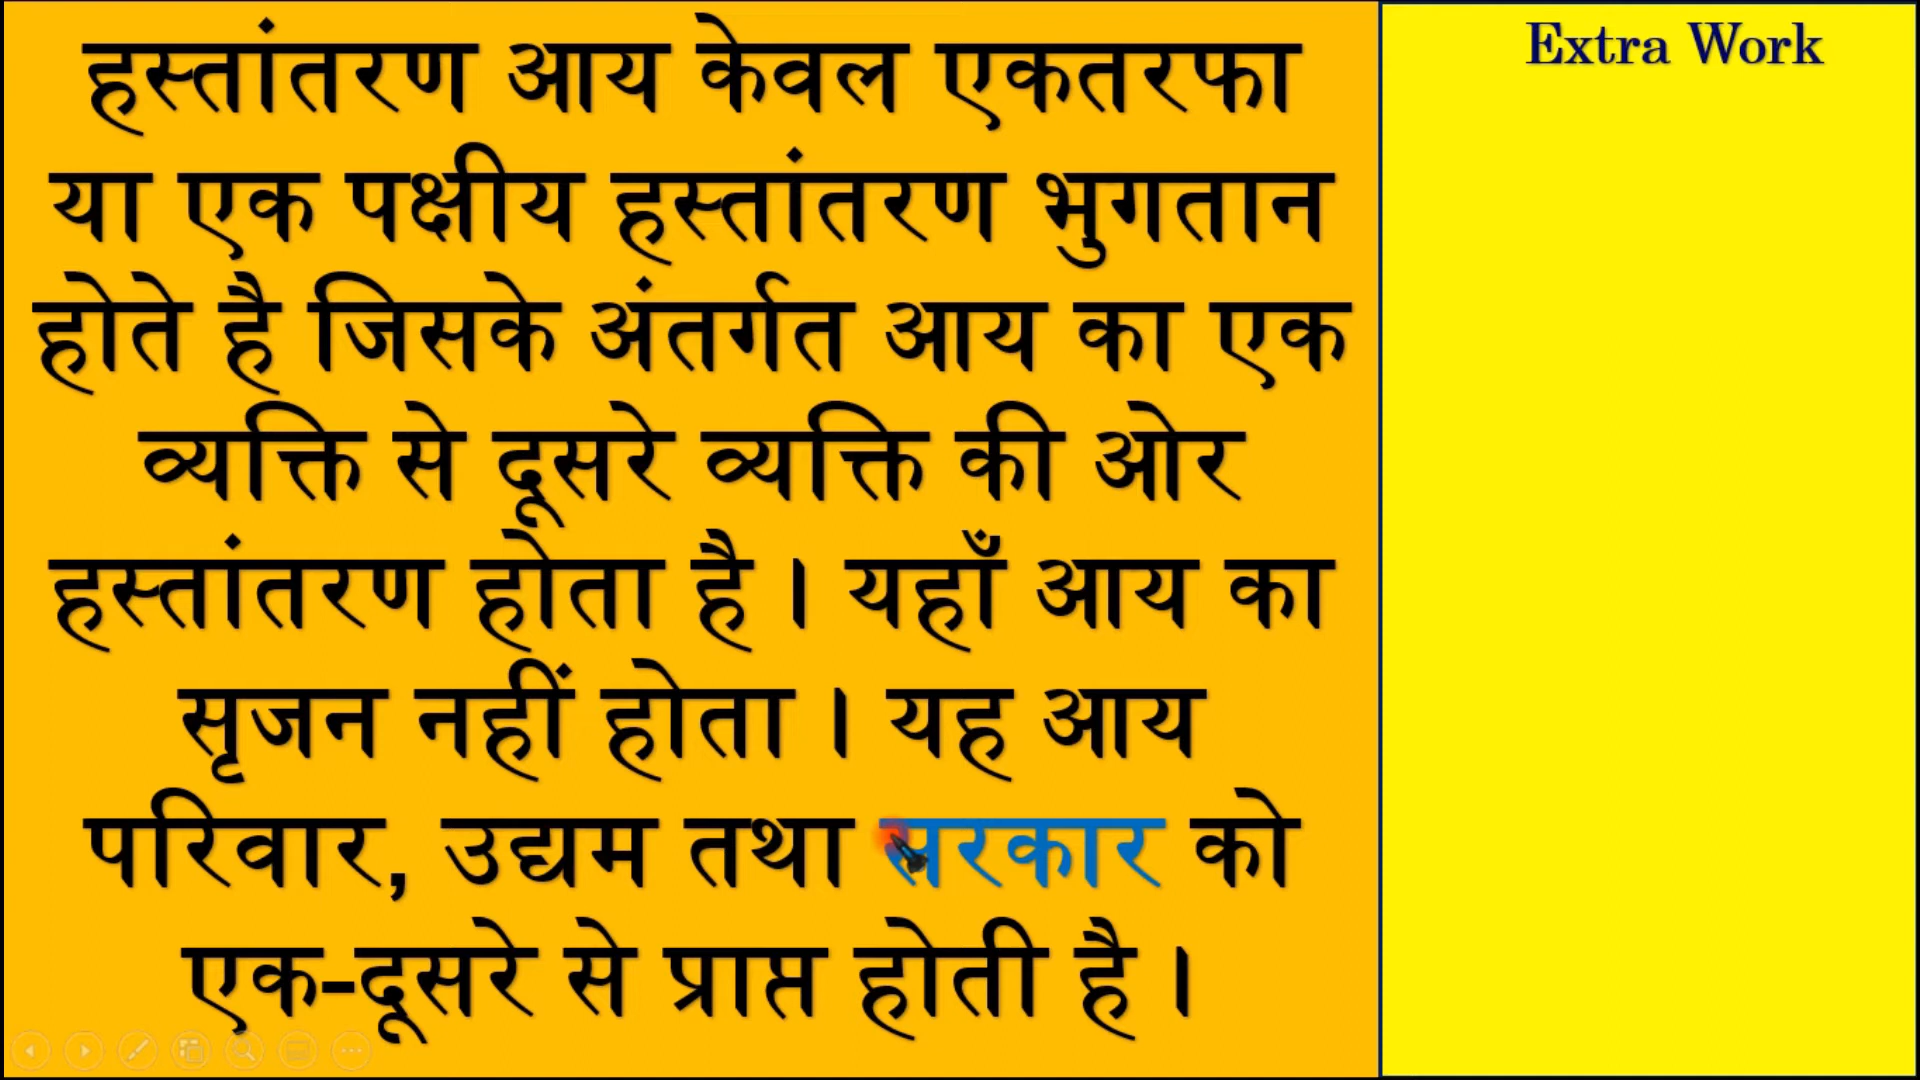 हस्तांतरण आय केवल एकतरफा
या एक पक्षीय हस्तांतरण भुगतान
होते है जिसके अंतर्गत आय का एक
व्यक्ति से दूसरे व्यक्ति की ओर
हस्तांतरण होता है । यहाँ आय का
सृजन नहीं होता । यह आय
परिवार, उद्यम तथा सरकार को
एक-दूसरे से प्राप्त होती है ।
Extra Work